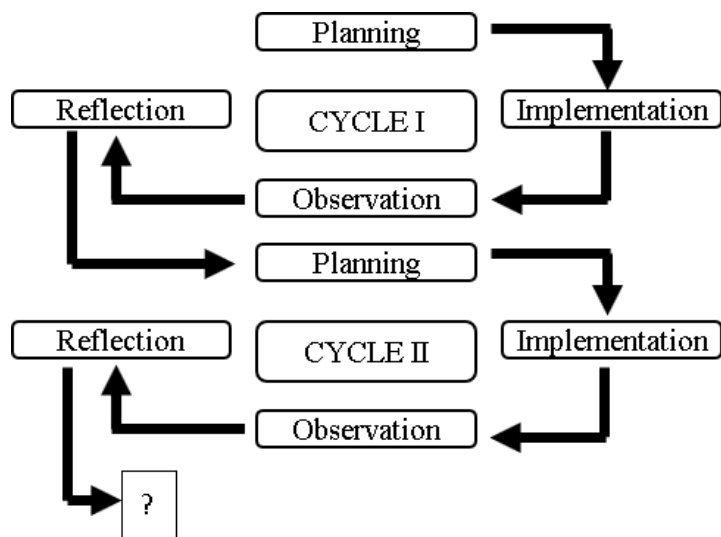 Planning
Reflection
CYCLE I
Implementation
Observation
Planning
Reflection
CYCLE II
Implementation
Observation
?